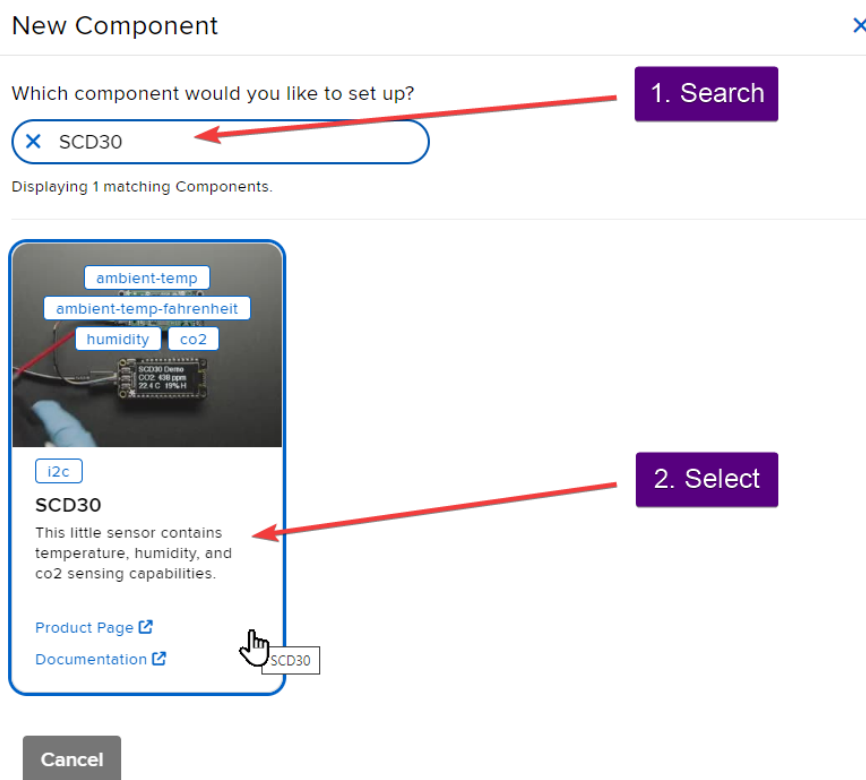 New Component
Which component would you like to set up?
1. Search
SCD30
Displaying 1 matching Components.
ambient-temp
ambient-temp-fahrenheit
humidity
co2
SCD30 Demo
CO2: 438 ppm
22.4 C 19% H
i2c
SCD30
2. Select
This little sensor contains
temperature, humidity, and
co2 sensing capabilities.
Product Page
Documentation
SCD30
Cancel